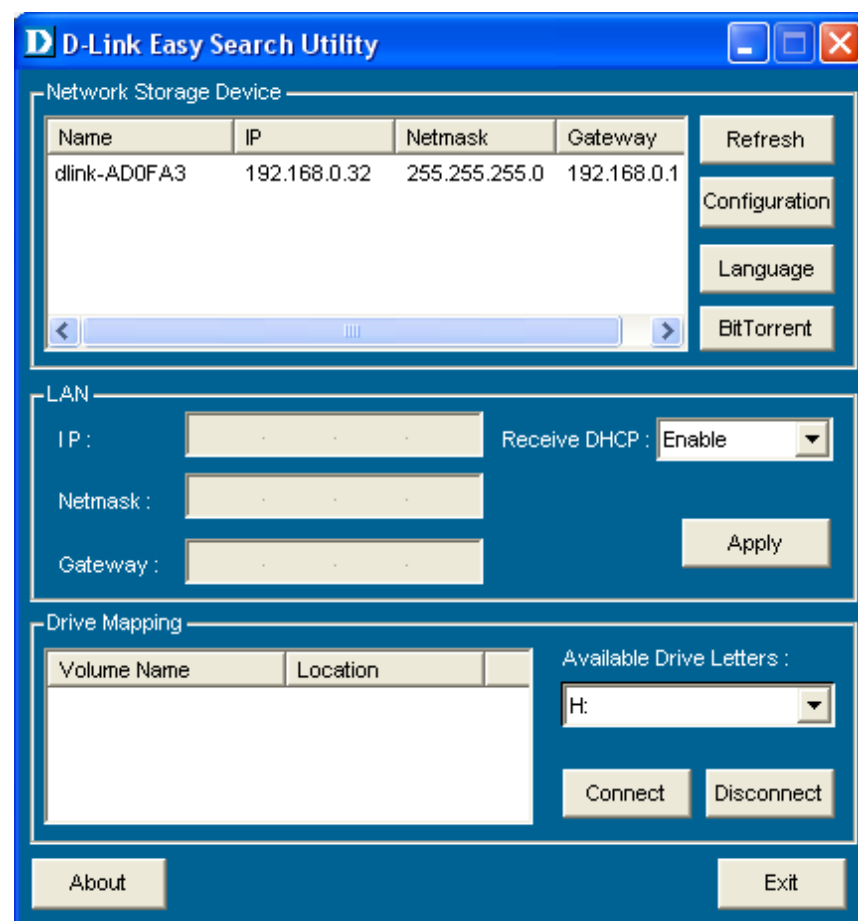 D D-Link Easy Search Utility
Network Storage Device
Name IP Netmask Gateway
dlink-AD0FA3 192.168.0.32 255.255.255.0 192.168.0.1
Refresh
Configuration
Language
BitTorrent
LAN
IP :
Receive DHCP : Enable
Netmask :
Gateway :
Apply
Drive Mapping
Volume Name Location
Available Drive Letters :
H:
Connect Disconnect
About Exit